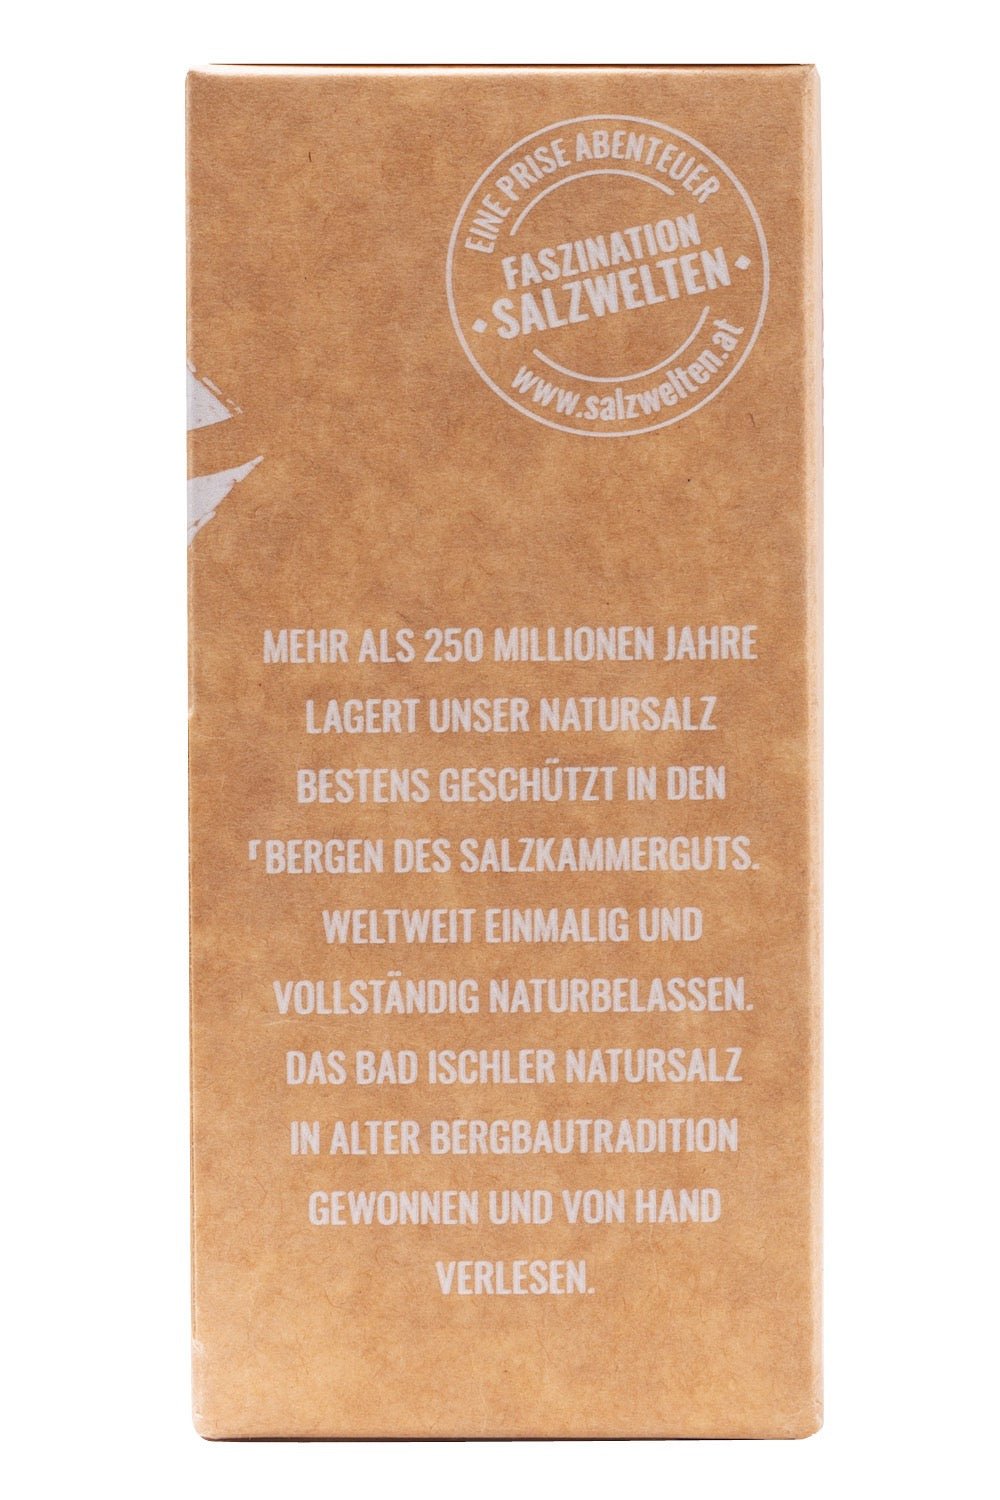 EINE PRISE ABENTEUER
FASZINATION
SALZWELTEN
www.salzwelten.at
MEHR ALS 250 MILLIONEN JAHRE
LAGERT UNSER NATURSALZ
BESTENS GESCHÜTZT IN DEN
BERGEN DES SALZKAMMERGUTS.
WELTWEIT EINMALIG UND
VOLLSTÄNDIG NATURBELASSEN.
DAS BAD ISCHLER NATURSALZ
IN ALTER BERGBAUTRADITION
GEWONNEN UND VON HAND
VERLESEN.